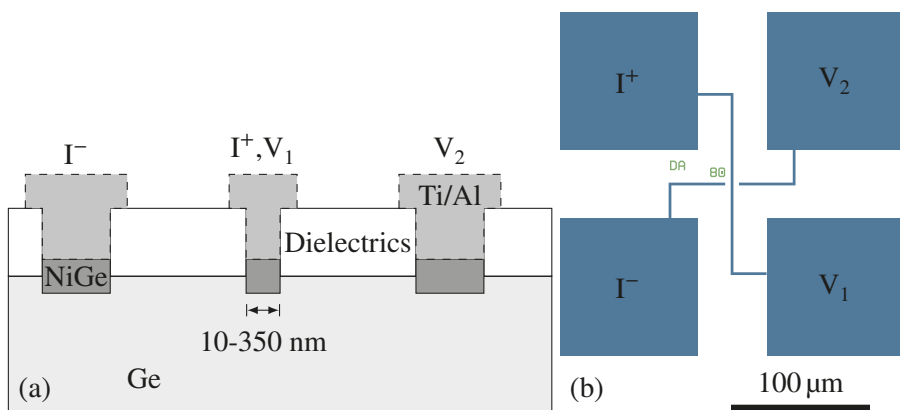 I⁻ I⁺,V₁ V₂
Ti/Al
Dielectrics
NiGe
10-350 nm
(a) Ge
I⁺ V₂
DA 80
I⁻ V₁
(b) 100 µm